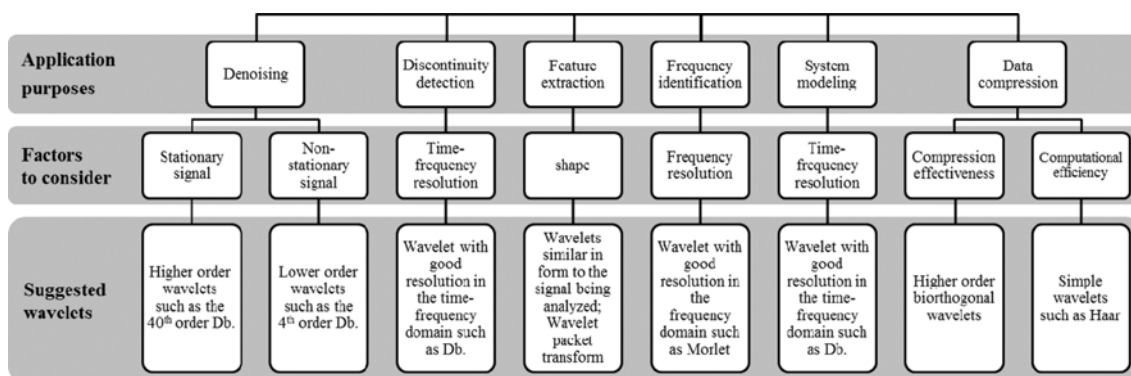 Application
purposes
Denoising
Discontinuity
detection
Feature
extraction
Frequency
identification
System
modeling
Data
compression
Factors
to consider
Stationary
signal
Non-
stationary
signal
Time-
frequency
resolution
shape
Frequency
resolution
Time-
frequency
resolution
Compression
effectiveness
Computational
efficiency
Suggested
wavelets
Higher order
wavelets
such as the
40th order Db.
Lower order
wavelets
such as the
4th order Db.
Wavelet with
good
resolution in
the time-
frequency
domain such
as Db.
Wavelets
similar in
form to the
signal being
analyzed;
Wavelet
packet
transform
Wavelet with
good
resolution in
the
frequency
domain such
as Morlet
Wavelet with
good
resolution in
the time-
frequency
domain such
as Db.
Higher order
biorthogonal
wavelets
Simple
wavelets
such as Haar